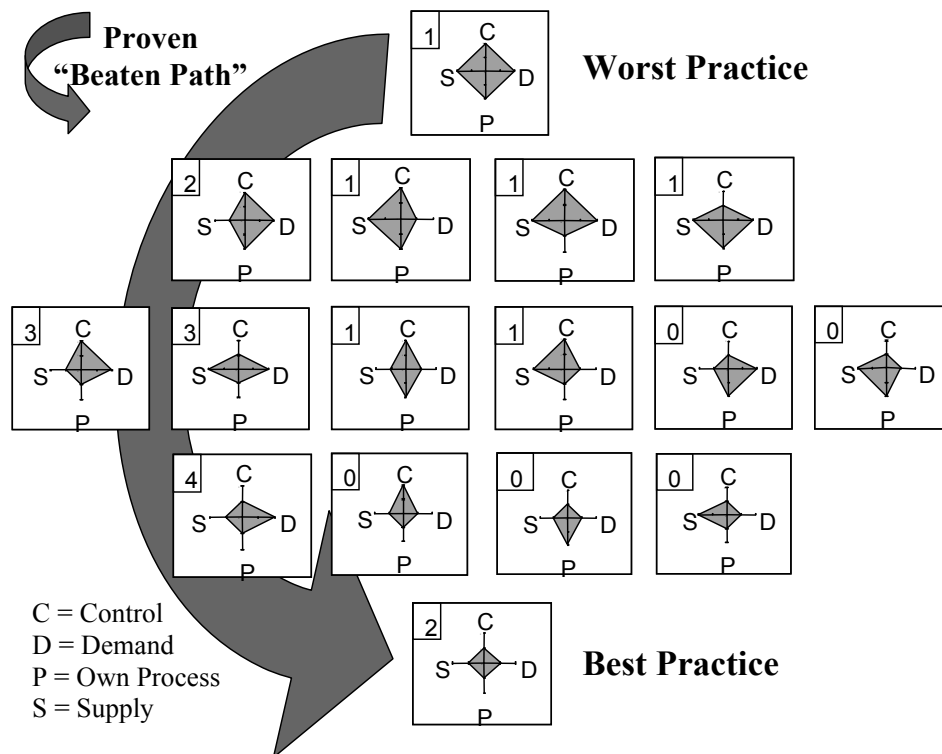 Proven
“Beaten Path”
1
C
S D
P
Worst Practice
2
C
S D
P
1
C
S D
P
1
C
S D
P
1
C
S D
P
3
C
S D
P
3
C
S D
P
1
C
S D
P
1
C
S D
P
0
C
S D
P
0
C
S D
P
4
C
S D
P
0
C
S D
P
0
C
S D
P
0
C
S D
P
C = Control
D = Demand
P = Own Process
S = Supply
2
C
S D
P
Best Practice